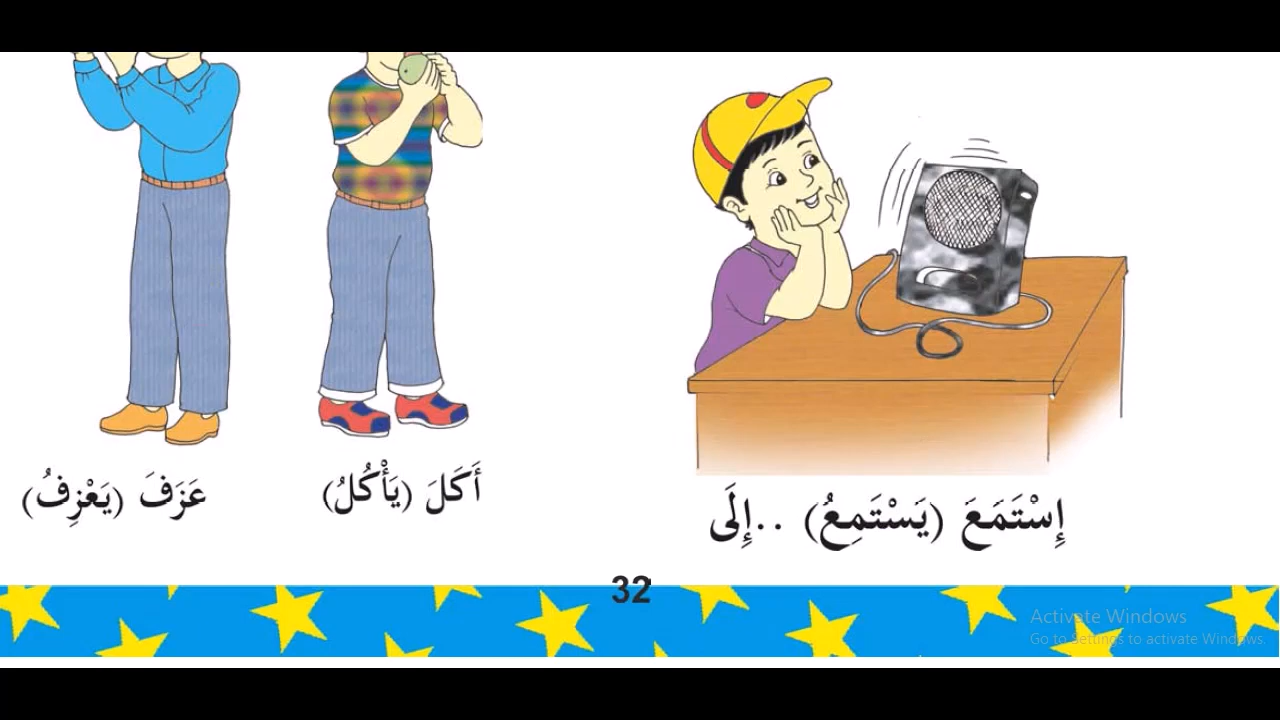 إِسْتَمَعَ (يَسْتَمِعُ) ..إِلَى
أَكَلَ (يَأْكُلُ)
عَزَفَ (يَعْزِفُ)
32
Activate Windows
Go to Settings to activate Windows.